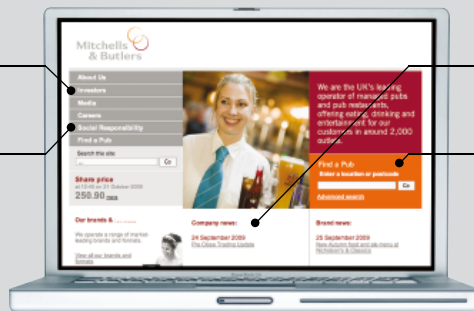 Mitchells
& Butlers
About Us
Investors
Media
Careers
Social Responsibility
Find a Pub
Search the site:
Go
Share price
at 10:48 on 21 October 2009
250.90 more
We are the UK's leading
operator of managed pubs
and pub restaurants,
offering eating, drinking and
entertainment for our
customers in around 2,000
outlets.
Find a Pub
Enter a location or postcode
Go
Advanced search
Our brands &
We operate a range of market-
leading brands and formats.
View all our brands and
formats
Company news:
24 September 2009
Pre Close Trading Update
Brand news:
25 September 2009
New Autumn food and ale menu at
Nicholson's & Classics